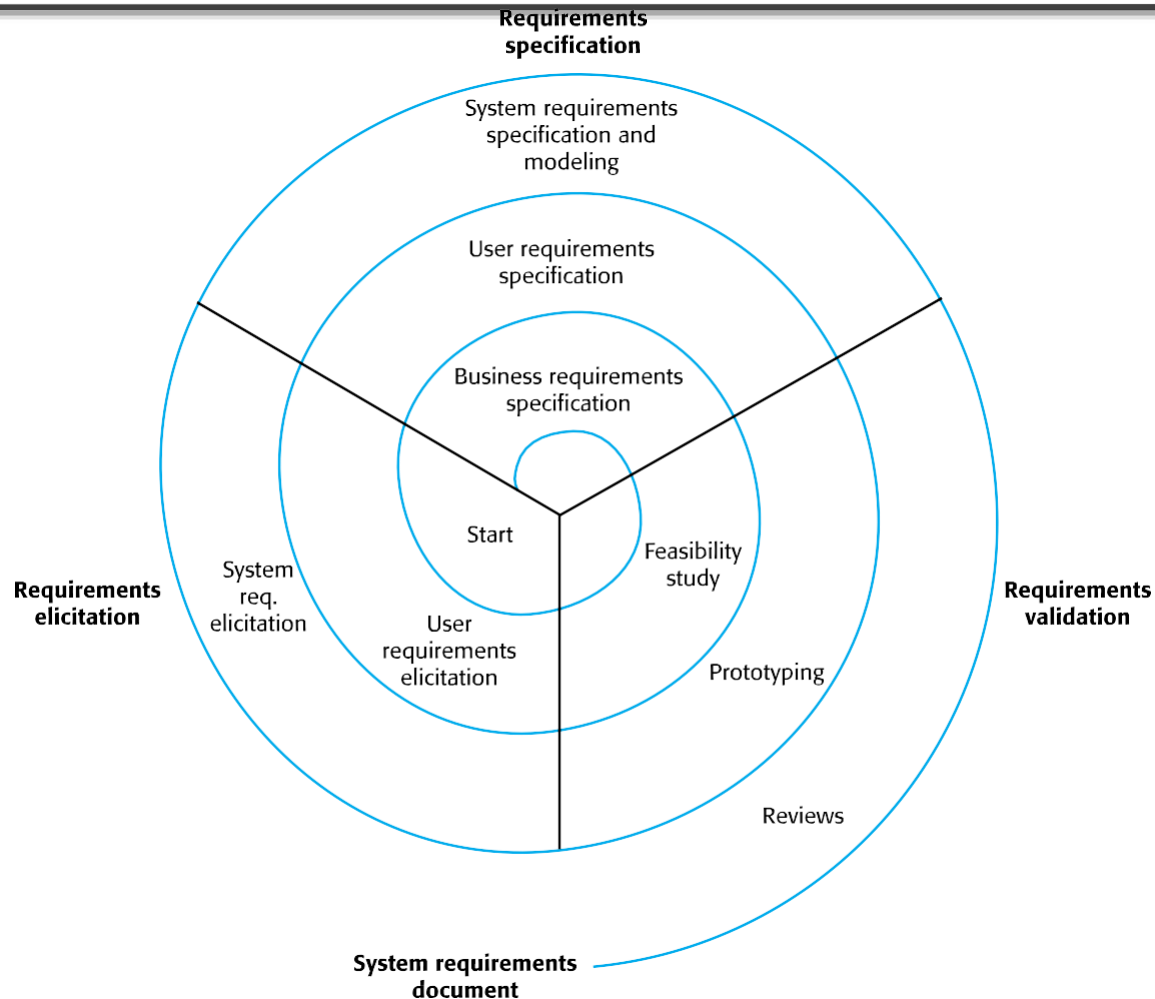 Requirements
specification
System requirements
specification and
modeling
User requirements
specification
Business requirements
specification
Start
Feasibility
study
System
req.
elicitation
Requirements
elicitation
Requirements
validation
User
requirements
elicitation
Prototyping
Reviews
System requirements
document